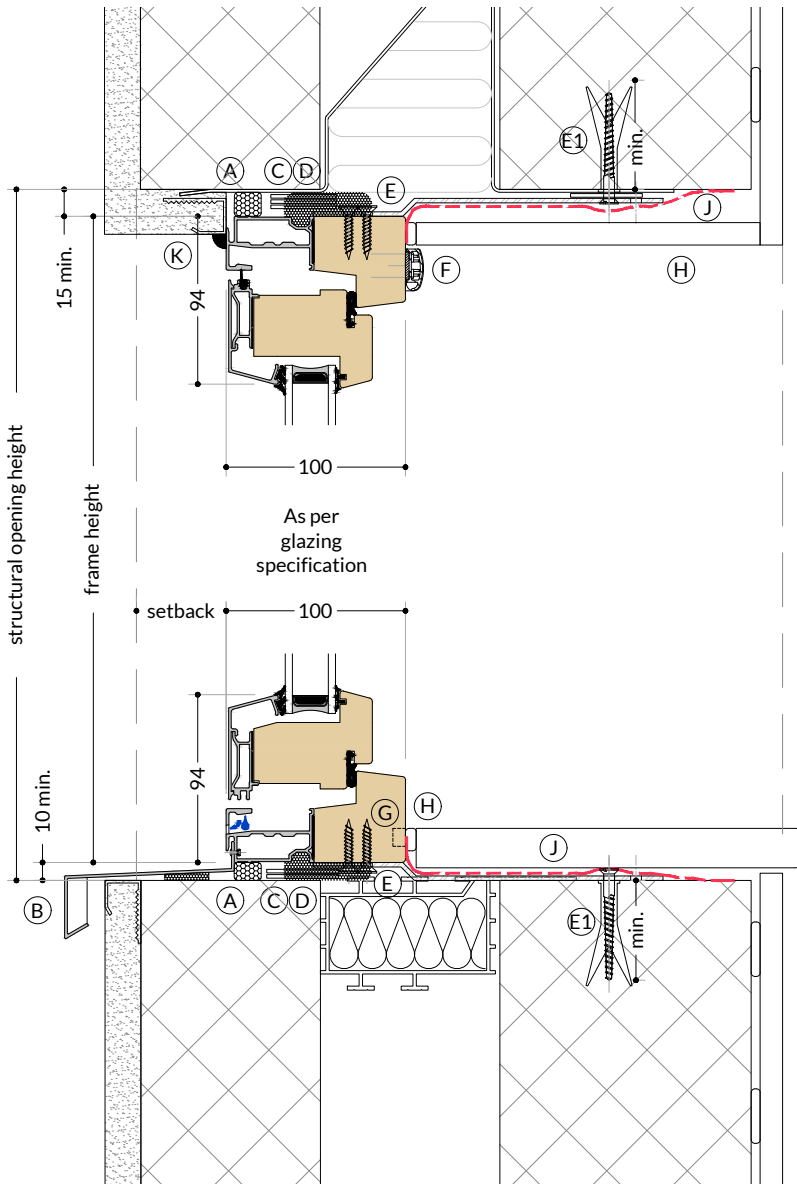 E1
min.
A
C
D
E
J
K
F
H
15 min.
94
structural opening height
frame height
100
As per
glazing
specification
setback
100
94
10 min.
G
H
J
B
A
C
D
E
E1
min.